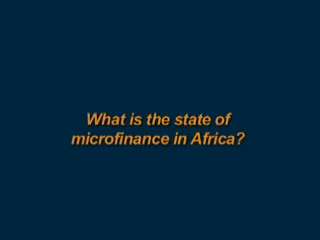 What is the state of
microfinance in Africa?